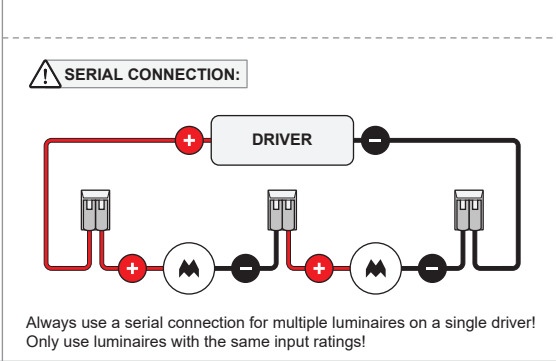 SERIAL CONNECTION:
+ DRIVER −
+ − + −
Always use a serial connection for multiple luminaires on a single driver!
Only use luminaires with the same input ratings!